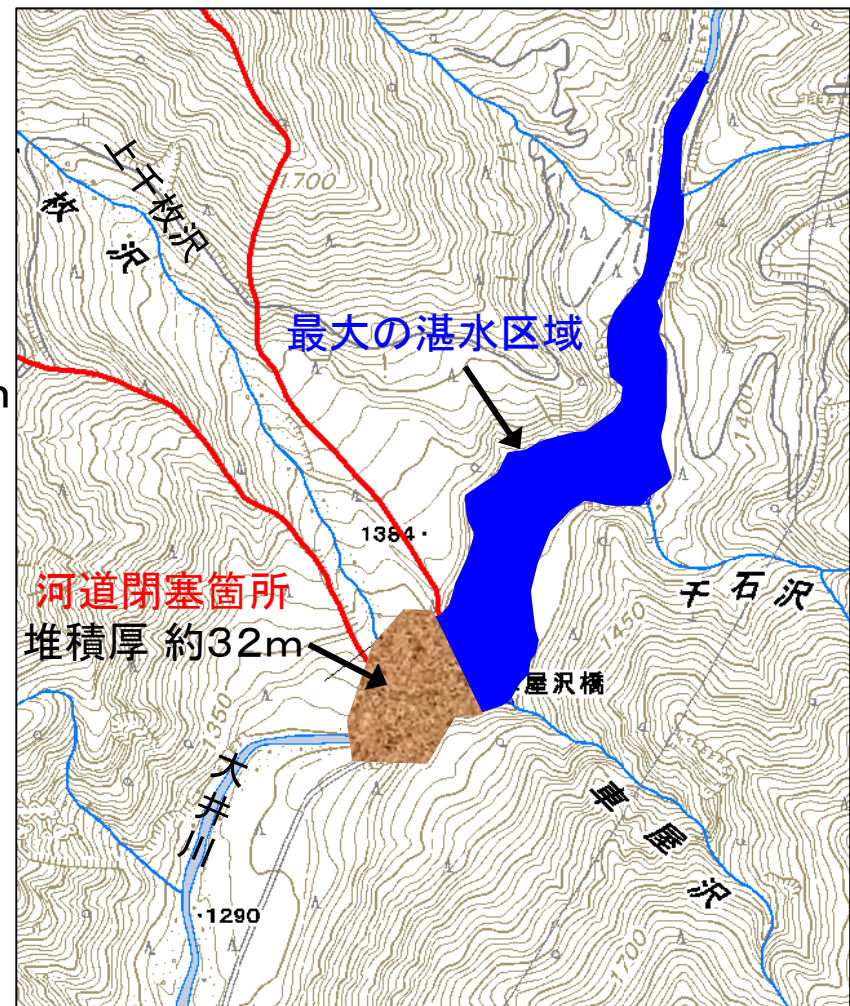 1700
上千枚沢
枚沢
最大の湛水区域
m
1400
1384
河道閉塞箇所
堆積厚 約32m
千石沢
1450
屋沢橋
1350
大井川
車屋沢
1290
1700